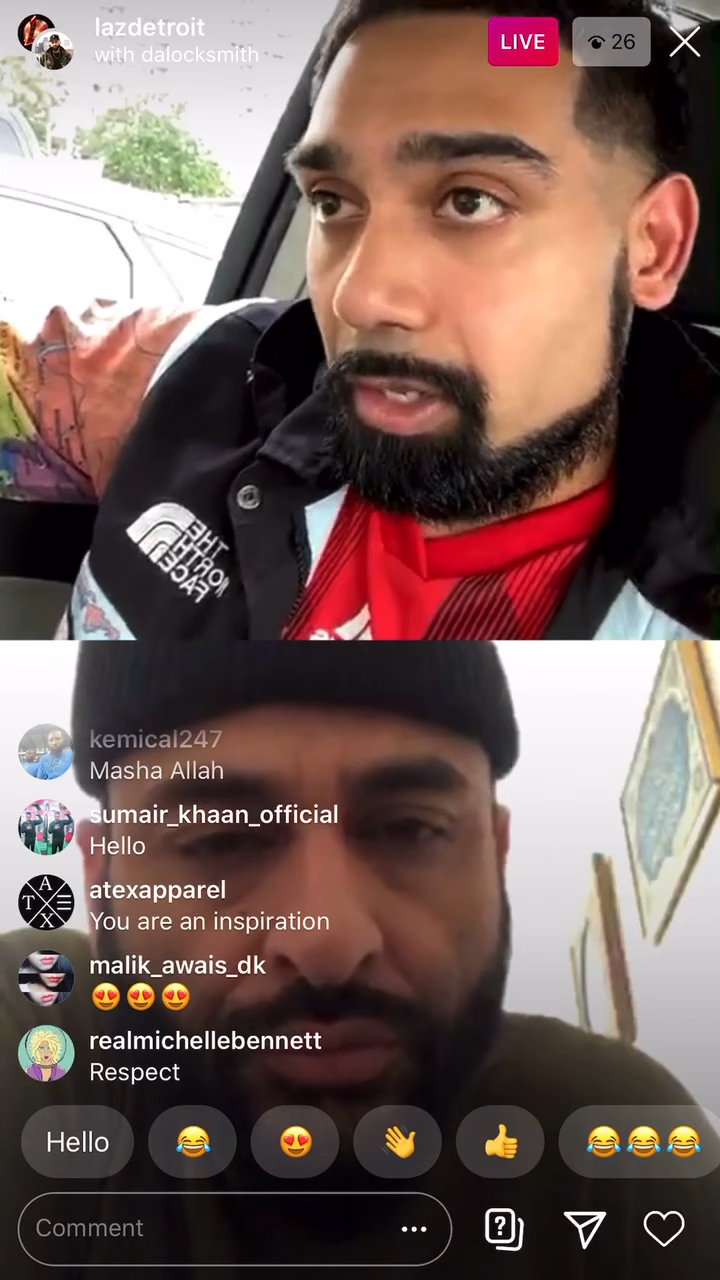 lazdetroit
with dalocksmith
LIVE
26
THE
NORTH
FACE
kemical247
Masha Allah
sumair_khaan_official
Hello
atexapparel
You are an inspiration
malik_awais_dk
😍😍😍
realmichellebennett
Respect
A
T E
X
Hello
😂
😍
👋
👍
😂😂😂
Comment